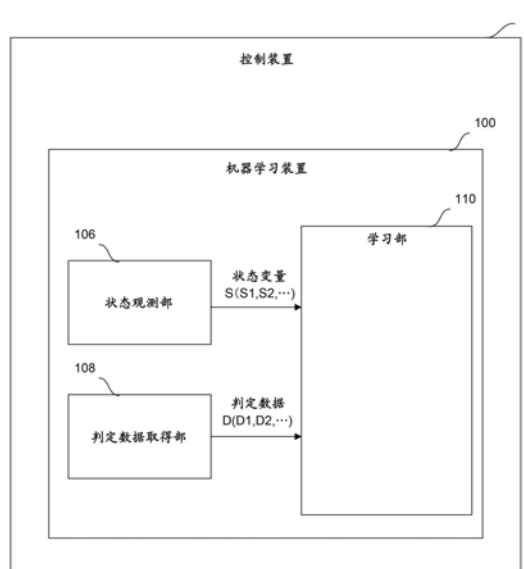 控制装置
100
机器学习装置
110
学习部
106
状态观测部
状态变量
S(S1,S2,…)
108
判定数据取得部
判定数据
D(D1,D2,…)